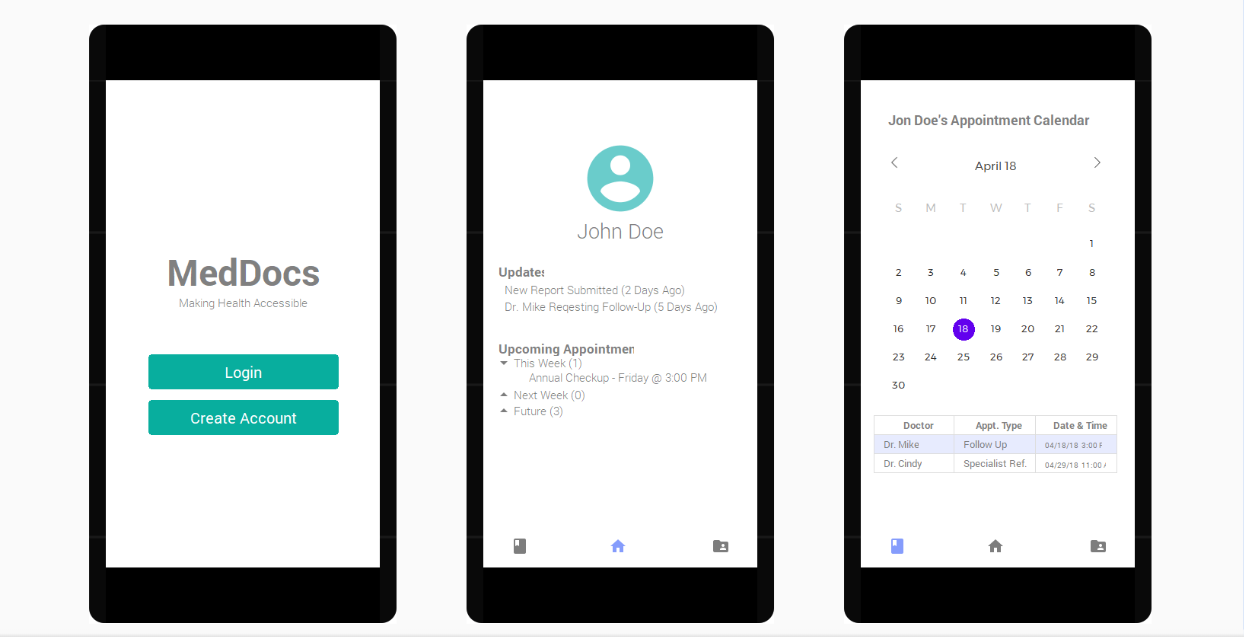 MedDocs
Making Health Accessible
Login
Create Account
John Doe
Updates
New Report Submitted (2 Days Ago)
Dr. Mike Reqesting Follow-Up (5 Days Ago)
Upcoming Appointmen
This Week (1)
Annual Checkup - Friday @ 3:00 PM
Next Week (0)
Future (3)
Jon Doe's Appointment Calendar
April 18
S M T W T F S
1
2 3 4 5 6 7 8
9 10 11 12 13 14 15
16 17 18 19 20 21 22
23 24 25 26 27 28 29
30
Doctor Appt. Type Date & Time
Dr. Mike Follow Up 04/18/18 3:00 P
Dr. Cindy Specialist Ref. 04/29/18 11:00 A